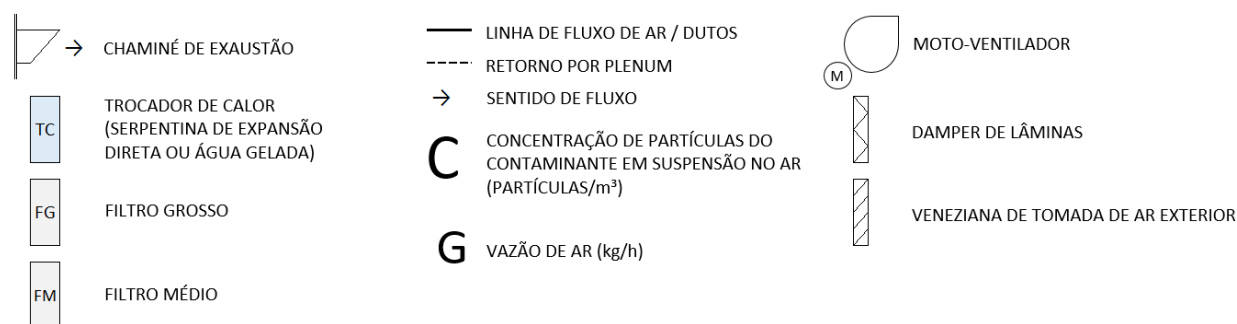 → CHAMINÉ DE EXAUSTÃO
TC
TROCADOR DE CALOR
(SERPENTINA DE EXPANSÃO
DIRETA OU ÁGUA GELADA)
FG FILTRO GROSSO
FM FILTRO MÉDIO
LINHA DE FLUXO DE AR / DUTOS
RETORNO POR PLENUM
→ SENTIDO DE FLUXO
C
CONCENTRAÇÃO DE PARTÍCULAS DO
CONTAMINANTE EM SUSPENSÃO NO AR
(PARTÍCULAS/m³)
G VAZÃO DE AR (kg/h)
M
MOTO-VENTILADOR
DAMPER DE LÂMINAS
VENEZIANA DE TOMADA DE AR EXTERIOR